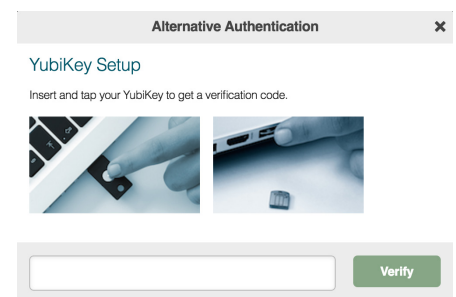 Alternative Authentication
YubiKey Setup
Insert and tap your YubiKey to get a verification code.
Verify